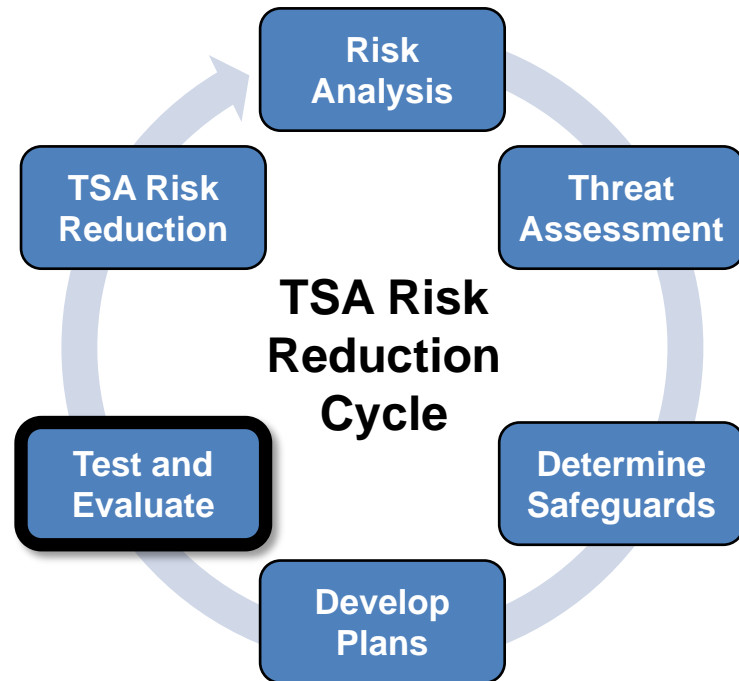 Risk
Analysis
Threat
Assessment
Determine
Safeguards
Develop
Plans
Test and
Evaluate
TSA Risk
Reduction
TSA Risk
Reduction
Cycle